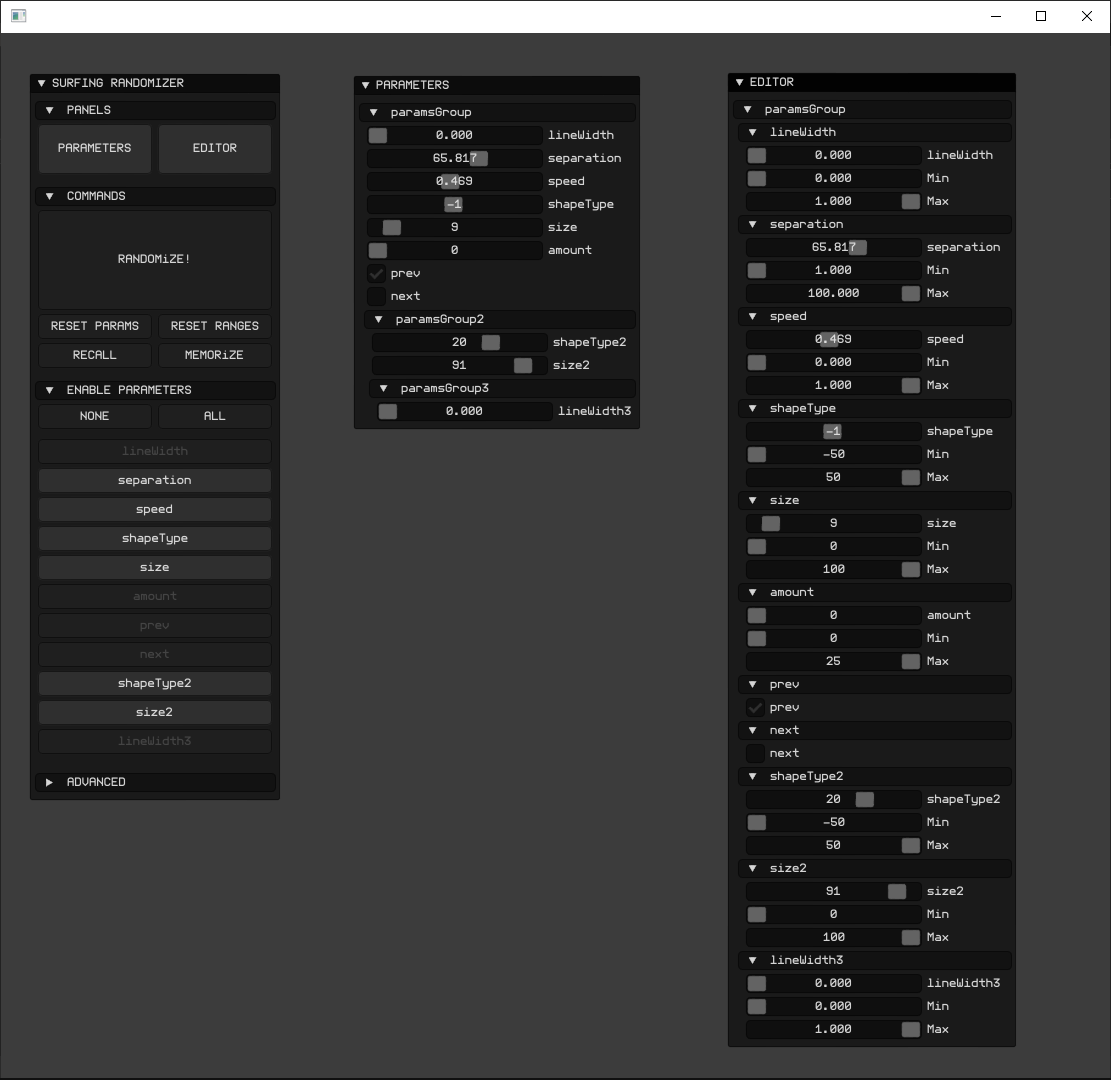 SURFING RANDOMIZER
PANELS
PARAMETERS EDITOR
COMMANDS
RANDOMiZE!
RESET PARAMS RESET RANGES
RECALL MEMORiZE
ENABLE PARAMETERS
NONE ALL
lineWidth
separation
speed
shapeType
size
amount
prev
next
shapeType2
size2
lineWidth3
ADVANCED
PARAMETERS
paramsGroup
0.000 lineWidth
65.817 separation
0.469 speed
-1 shapeType
9 size
0 amount
prev
next
paramsGroup2
20 shapeType2
91 size2
paramsGroup3
0.000 lineWidth3
EDITOR
paramsGroup
lineWidth
0.000 lineWidth
0.000 Min
1.000 Max
separation
65.817 separation
1.000 Min
100.000 Max
speed
0.469 speed
0.000 Min
1.000 Max
shapeType
-1 shapeType
-50 Min
50 Max
size
9 size
0 Min
100 Max
amount
0 amount
0 Min
25 Max
prev
prev
next
next
shapeType2
20 shapeType2
-50 Min
50 Max
size2
91 size2
0 Min
100 Max
lineWidth3
0.000 lineWidth3
0.000 Min
1.000 Max